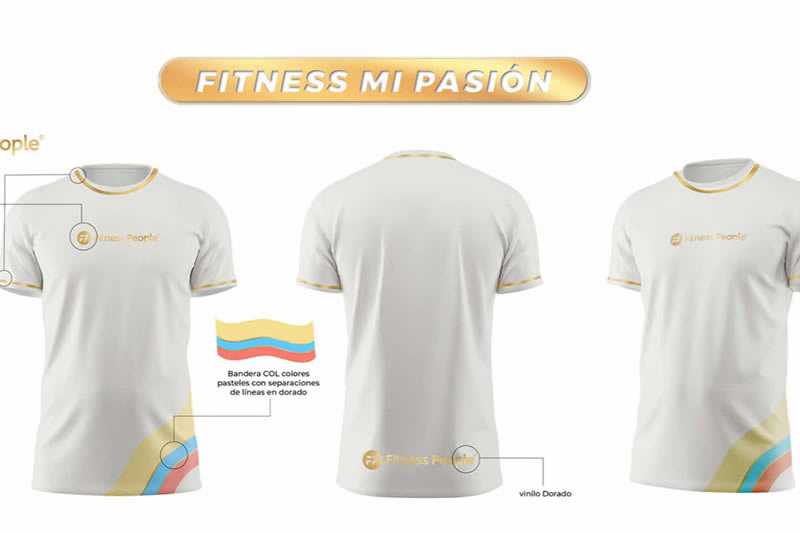 FITNESS MI PASIÓN
ople®
Fitness People®
Fitness People®
Bandera COL colores
pasteles con separaciones
de líneas en dorado
Fitness People
vinilo Dorado